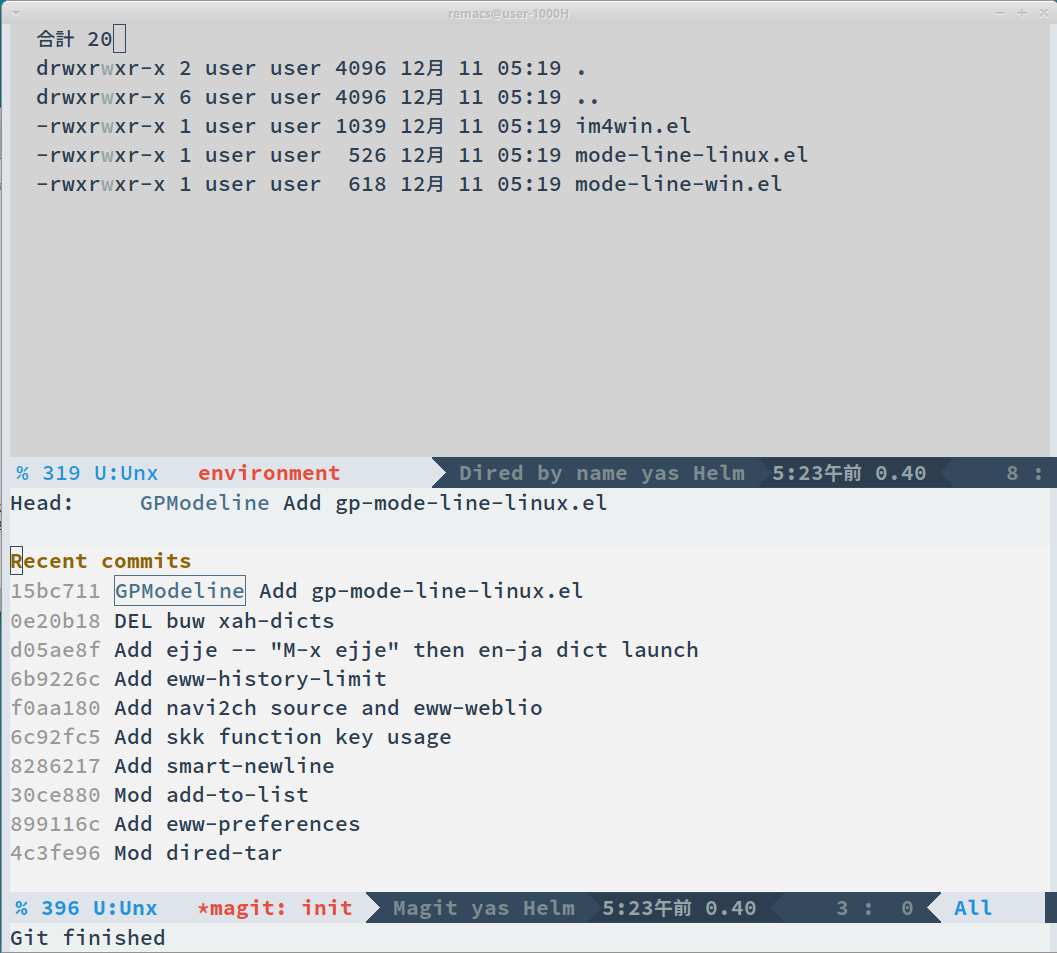 remacs@user-1000H
合計 20
drwxrwxr-x 2 user user 4096 12月 11 05:19 .
drwxrwxr-x 6 user user 4096 12月 11 05:19 ..
-rwxrwxr-x 1 user user 1039 12月 11 05:19 im4win.el
-rwxrwxr-x 1 user user  526 12月 11 05:19 mode-line-linux.el
-rwxrwxr-x 1 user user  618 12月 11 05:19 mode-line-win.el
% 319 U:Unx environment Dired by name yas Helm 5:23午前 0.40 8 :
Head: GPModeline Add gp-mode-line-linux.el
Recent commits
15bc711 GPModeline Add gp-mode-line-linux.el
0e20b18 DEL buw xah-dicts
d05ae8f Add ejje -- "M-x ejje" then en-ja dict launch
6b9226c Add eww-history-limit
f0aa180 Add navi2ch source and eww-weblio
6c92fc5 Add skk function key usage
8286217 Add smart-newline
30ce880 Mod add-to-list
899116c Add eww-preferences
4c3fe96 Mod dired-tar
% 396 U:Unx *magit: init Magit yas Helm 5:23午前 0.40 3 : 0 All
Git finished